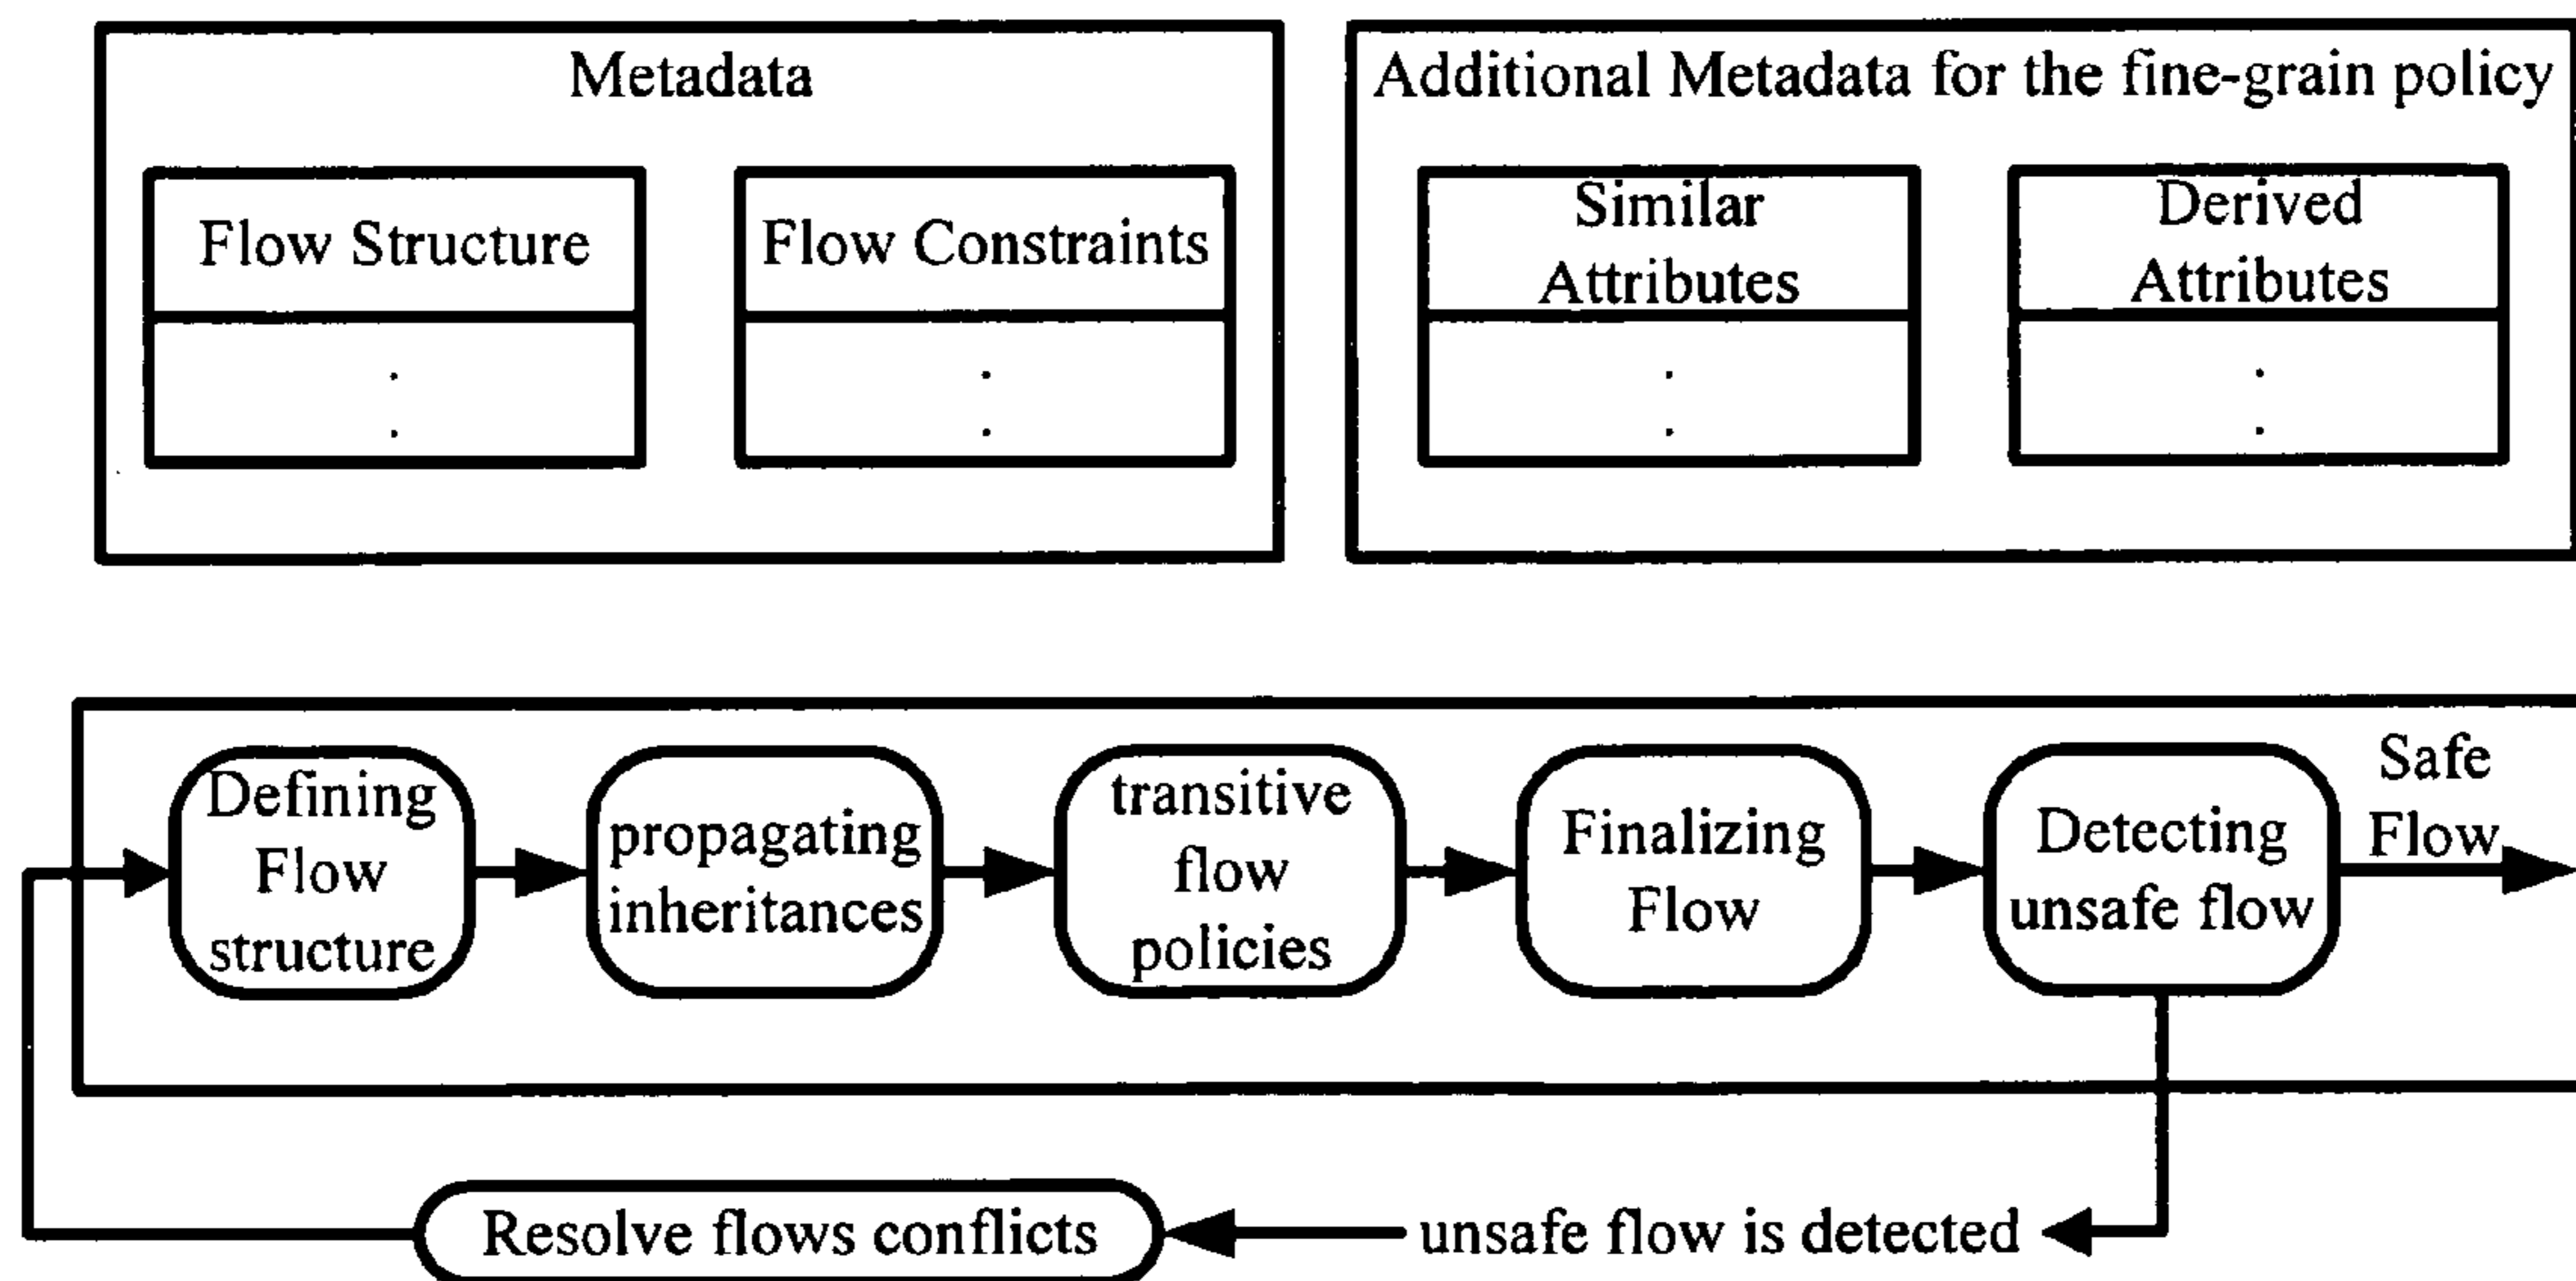 Metadata
Additional Metadata for the fine-grain policy
Flow Structure
Flow Constraints
Similar
Attributes
Derived
Attributes
Defining
Flow
structure
propagating
inheritances
transitive
flow
policies
Finalizing
Flow
Detecting
unsafe flow
Safe
Flow
Resolve flows conflicts
unsafe flow is detected